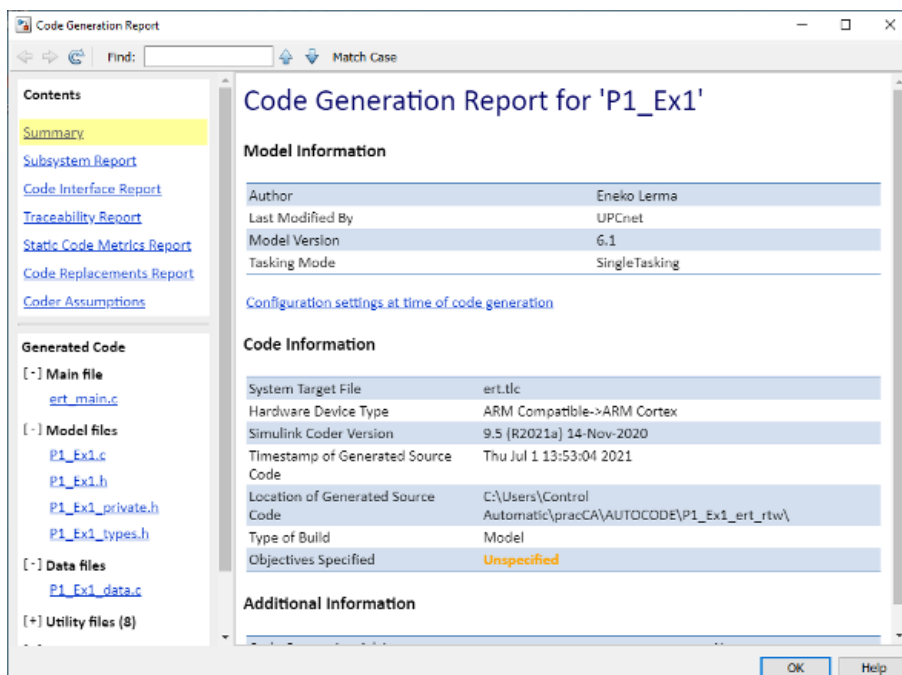 Code Generation Report
Find:
Match Case
Contents
Summary
Subsystem Report
Code Interface Report
Traceability Report
Static Code Metrics Report
Code Replacements Report
Coder Assumptions
Generated Code
[-] Main file
ert_main.c
[-] Model files
P1_Ex1.c
P1_Ex1.h
P1_Ex1_private.h
P1_Ex1_types.h
[-] Data files
P1_Ex1_data.c
[+] Utility files (8)
Code Generation Report for 'P1_Ex1'
Model Information
Author Eneko Lerma
Last Modified By UPCnet
Model Version 6.1
Tasking Mode SingleTasking
Configuration settings at time of code generation
Code Information
System Target File ert.tlc
Hardware Device Type ARM Compatible->ARM Cortex
Simulink Coder Version 9.5 (R2021a) 14-Nov-2020
Timestamp of Generated Source Thu Jul 1 13:53:04 2021
Code
Location of Generated Source C:\Users\Control
Code Automatic\pracCA\AUTOCODE\P1_Ex1_ert_rtw\
Type of Build Model
Objectives Specified Unspecified
Additional Information
OK Help